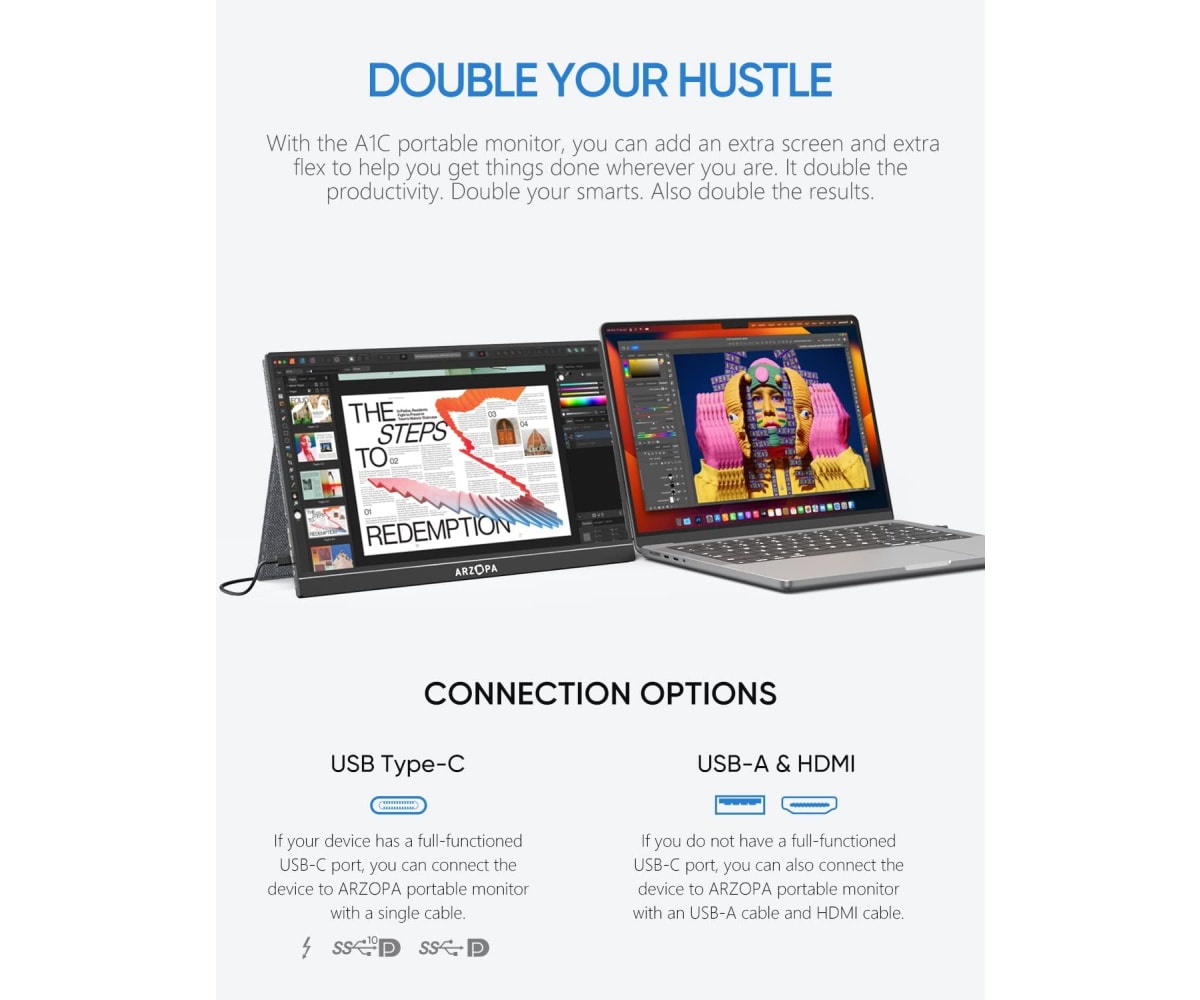 DOUBLE YOUR HUSTLE
With the A1C portable monitor, you can add an extra screen and extra
flex to help you get things done wherever you are. It double the
productivity. Double your smarts. Also double the results.
THE
STEPS
TO
02
03
04
01
REDEMPTION
ARZOPA
CONNECTION OPTIONS
USB Type-C
If your device has a full-functioned
USB-C port, you can connect the
device to ARZOPA portable monitor
with a single cable.
SS 10 D
SS D
USB-A & HDMI
If you do not have a full-functioned
USB-C port, you can also connect the
device to ARZOPA portable monitor
with an USB-A cable and HDMI cable.